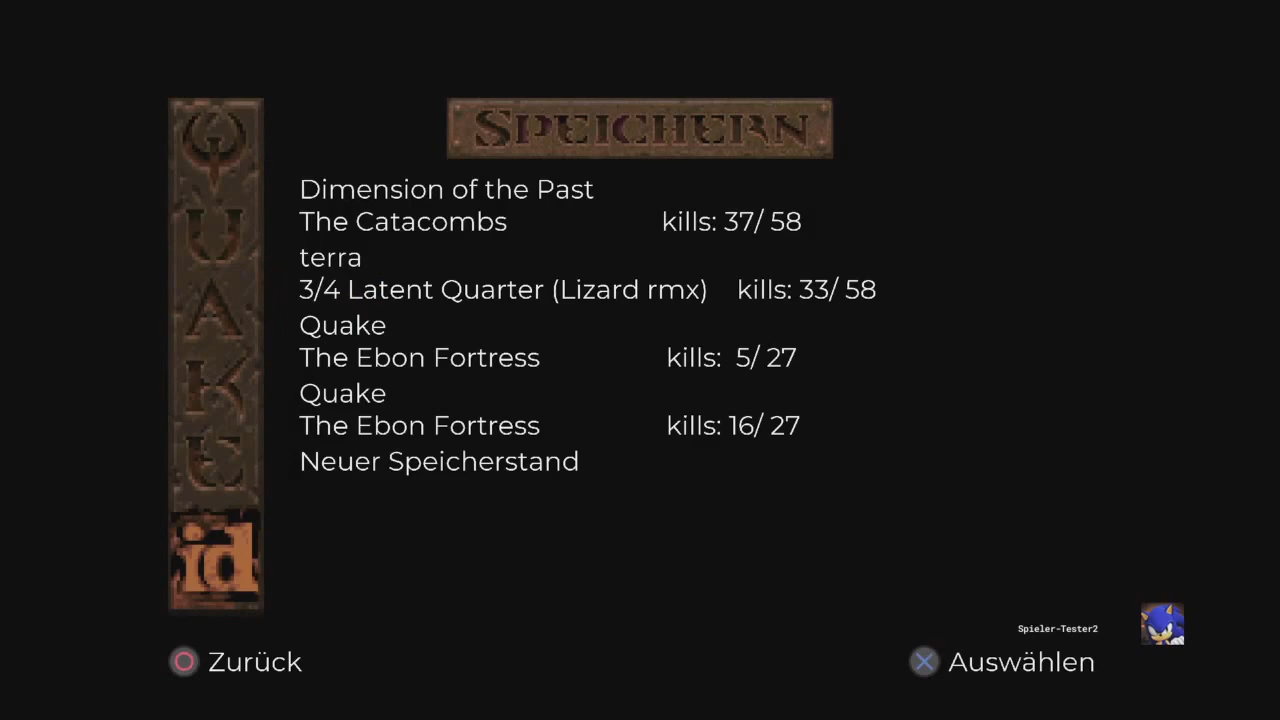 QUAKE
id
SPEICHERN
Dimension of the Past
The Catacombs kills: 37/ 58
terra
3/4 Latent Quarter (Lizard rmx) kills: 33/ 58
Quake
The Ebon Fortress kills: 5/ 27
Quake
The Ebon Fortress kills: 16/ 27
Neuer Speicherstand
Spieler-Tester2
Zurück
Auswählen